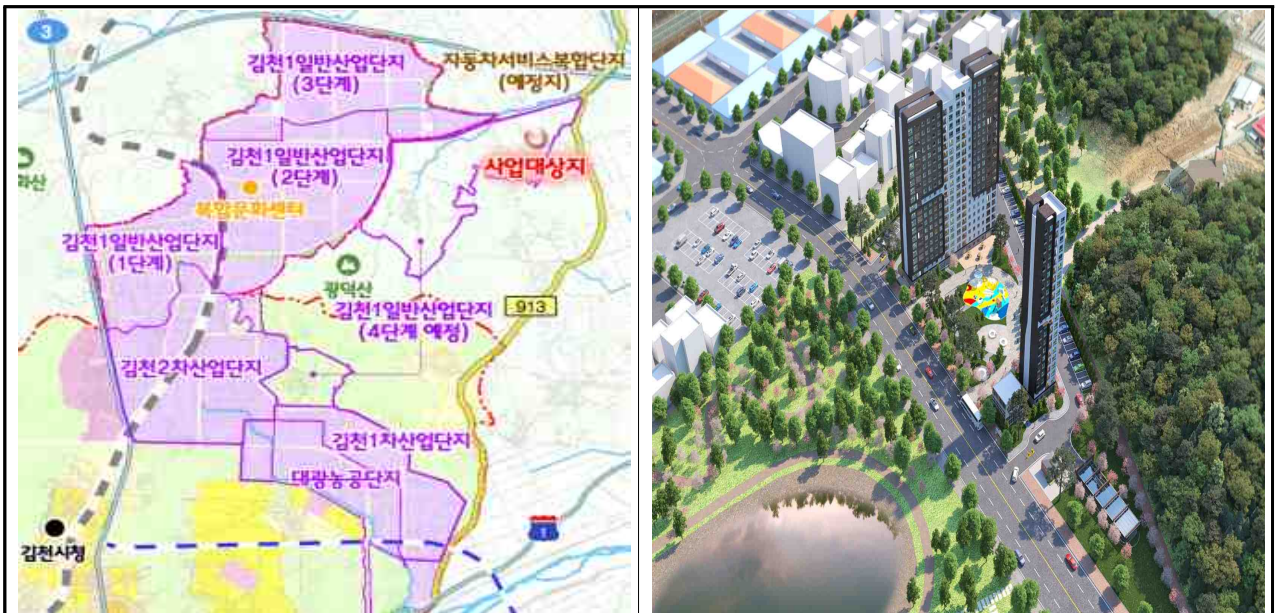 3
김천1일반산업단지
(3단계)
자동차서비스복합단지
(예정지)
김천1일반산업단지
(2단계)
사업대상지
복합문화센터
김천1일반산업단지
(1단계)
광덕산
김천1일반산업단지
(4단계 예정)
913
김천2차산업단지
김천1차산업단지
대광농공단지
김천시청
1